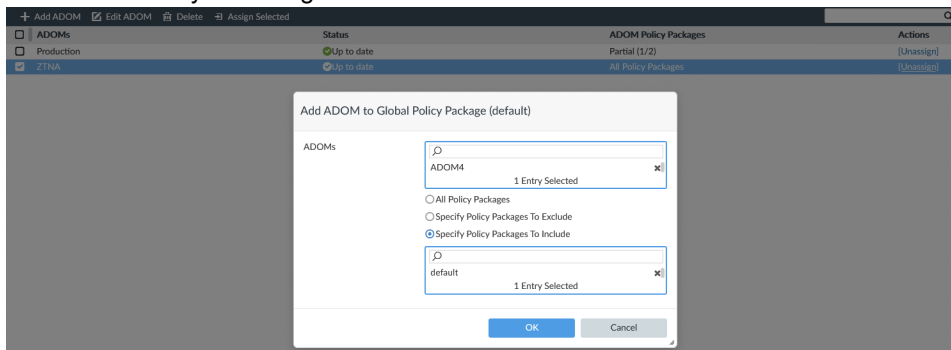 + Add ADOM Edit ADOM Delete Assign Selected
ADOMs Status ADOM Policy Packages Actions
Production Up to date Partial (1/2) [Unassign]
ZTNA Up to date All Policy Packages [Unassign]
Add ADOM to Global Policy Package (default)
ADOMs
ADOM4
1 Entry Selected
All Policy Packages
Specify Policy Packages To Exclude
Specify Policy Packages To Include
default
1 Entry Selected
OK Cancel